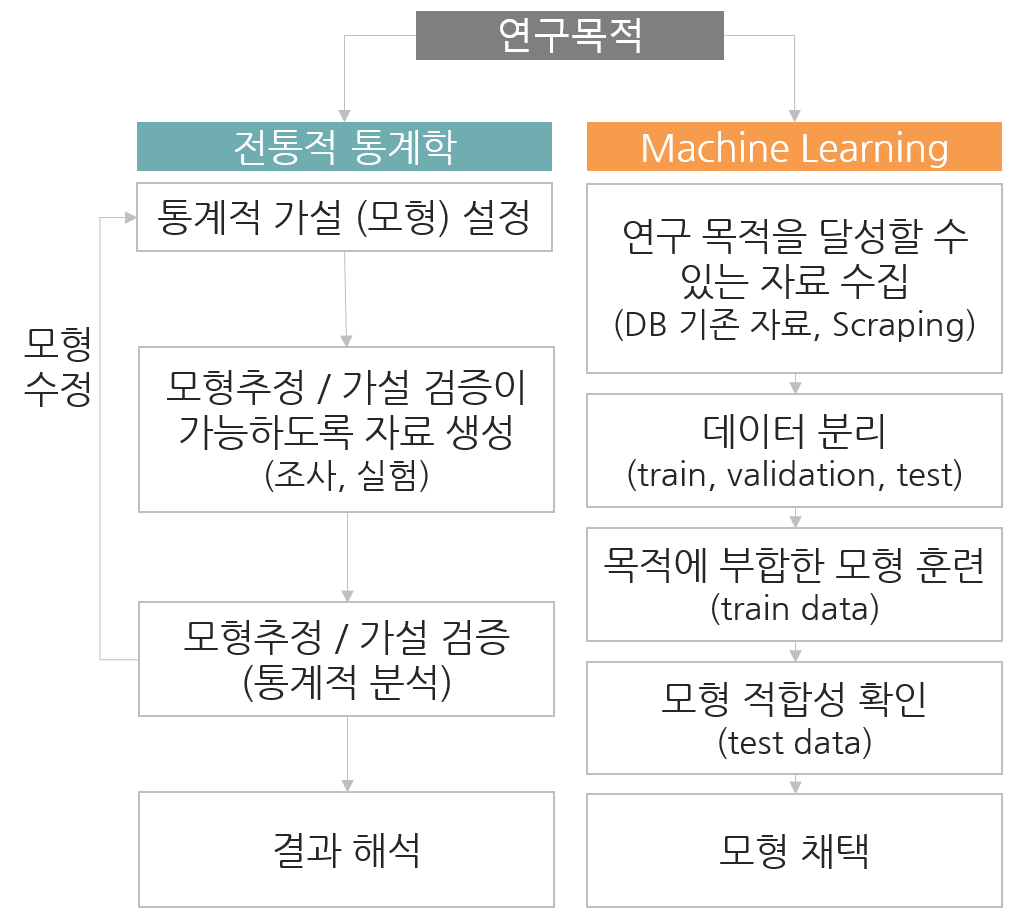 연구목적
전통적 통계학
통계적 가설 (모형) 설정
모형
수정
모형추정 / 가설 검증이
가능하도록 자료 생성
(조사, 실험)
모형추정 / 가설 검증
(통계적 분석)
결과 해석
Machine Learning
연구 목적을 달성할 수
있는 자료 수집
(DB 기존 자료, Scraping)
데이터 분리
(train, validation, test)
목적에 부합한 모형 훈련
(train data)
모형 적합성 확인
(test data)
모형 채택